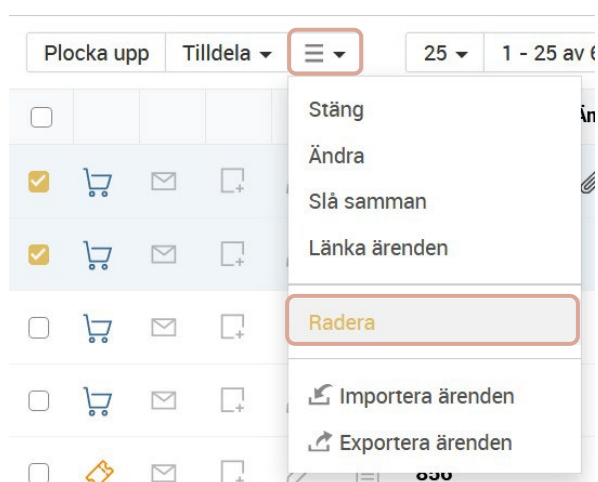 Plocka upp Tilldela 25 1 - 25 av
Stäng
Ändra
Slå samman
Länka ärenden
Radera
Importera ärenden
Exportera ärenden
856